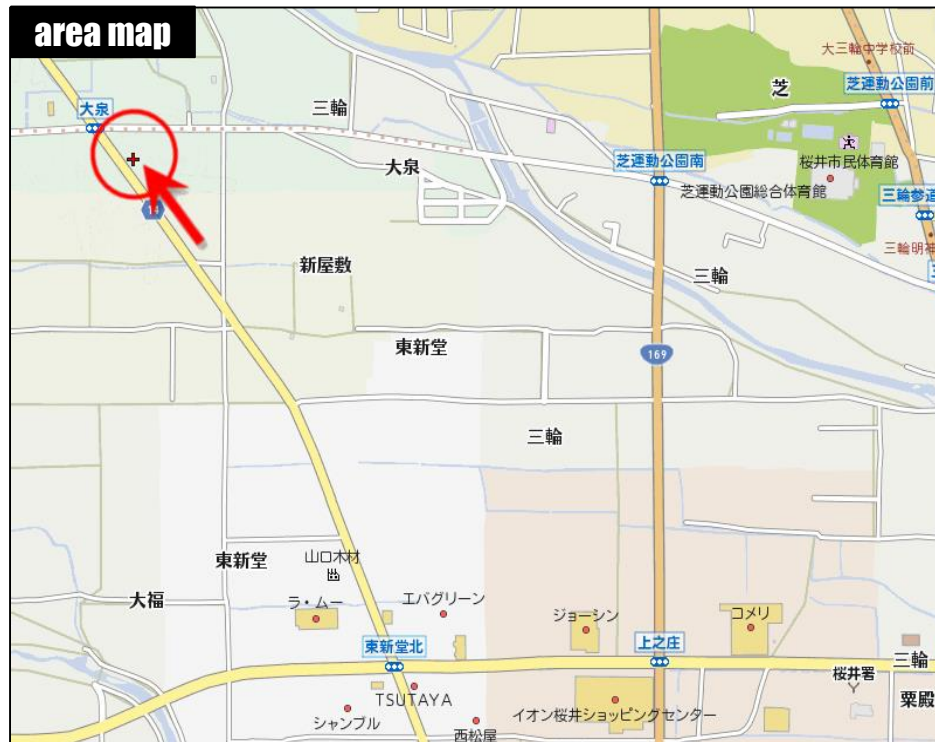 area map
大三輪中学校前
芝
芝運動公園前
大泉
三輪
大泉
芝運動公園南
桜井市民体育館
芝運動公園総合体育館
三輪参道
三輪明神
新屋敷
三輪
東新堂
169
三輪
東新堂
山口木材
大福
ラ・ムー
エバグリーン
ジョーシン
コメリ
東新堂北
上之庄
三輪
桜井署
粟殿
TSUTAYA
シャンブル
イオン桜井ショッピングセンター
西松屋